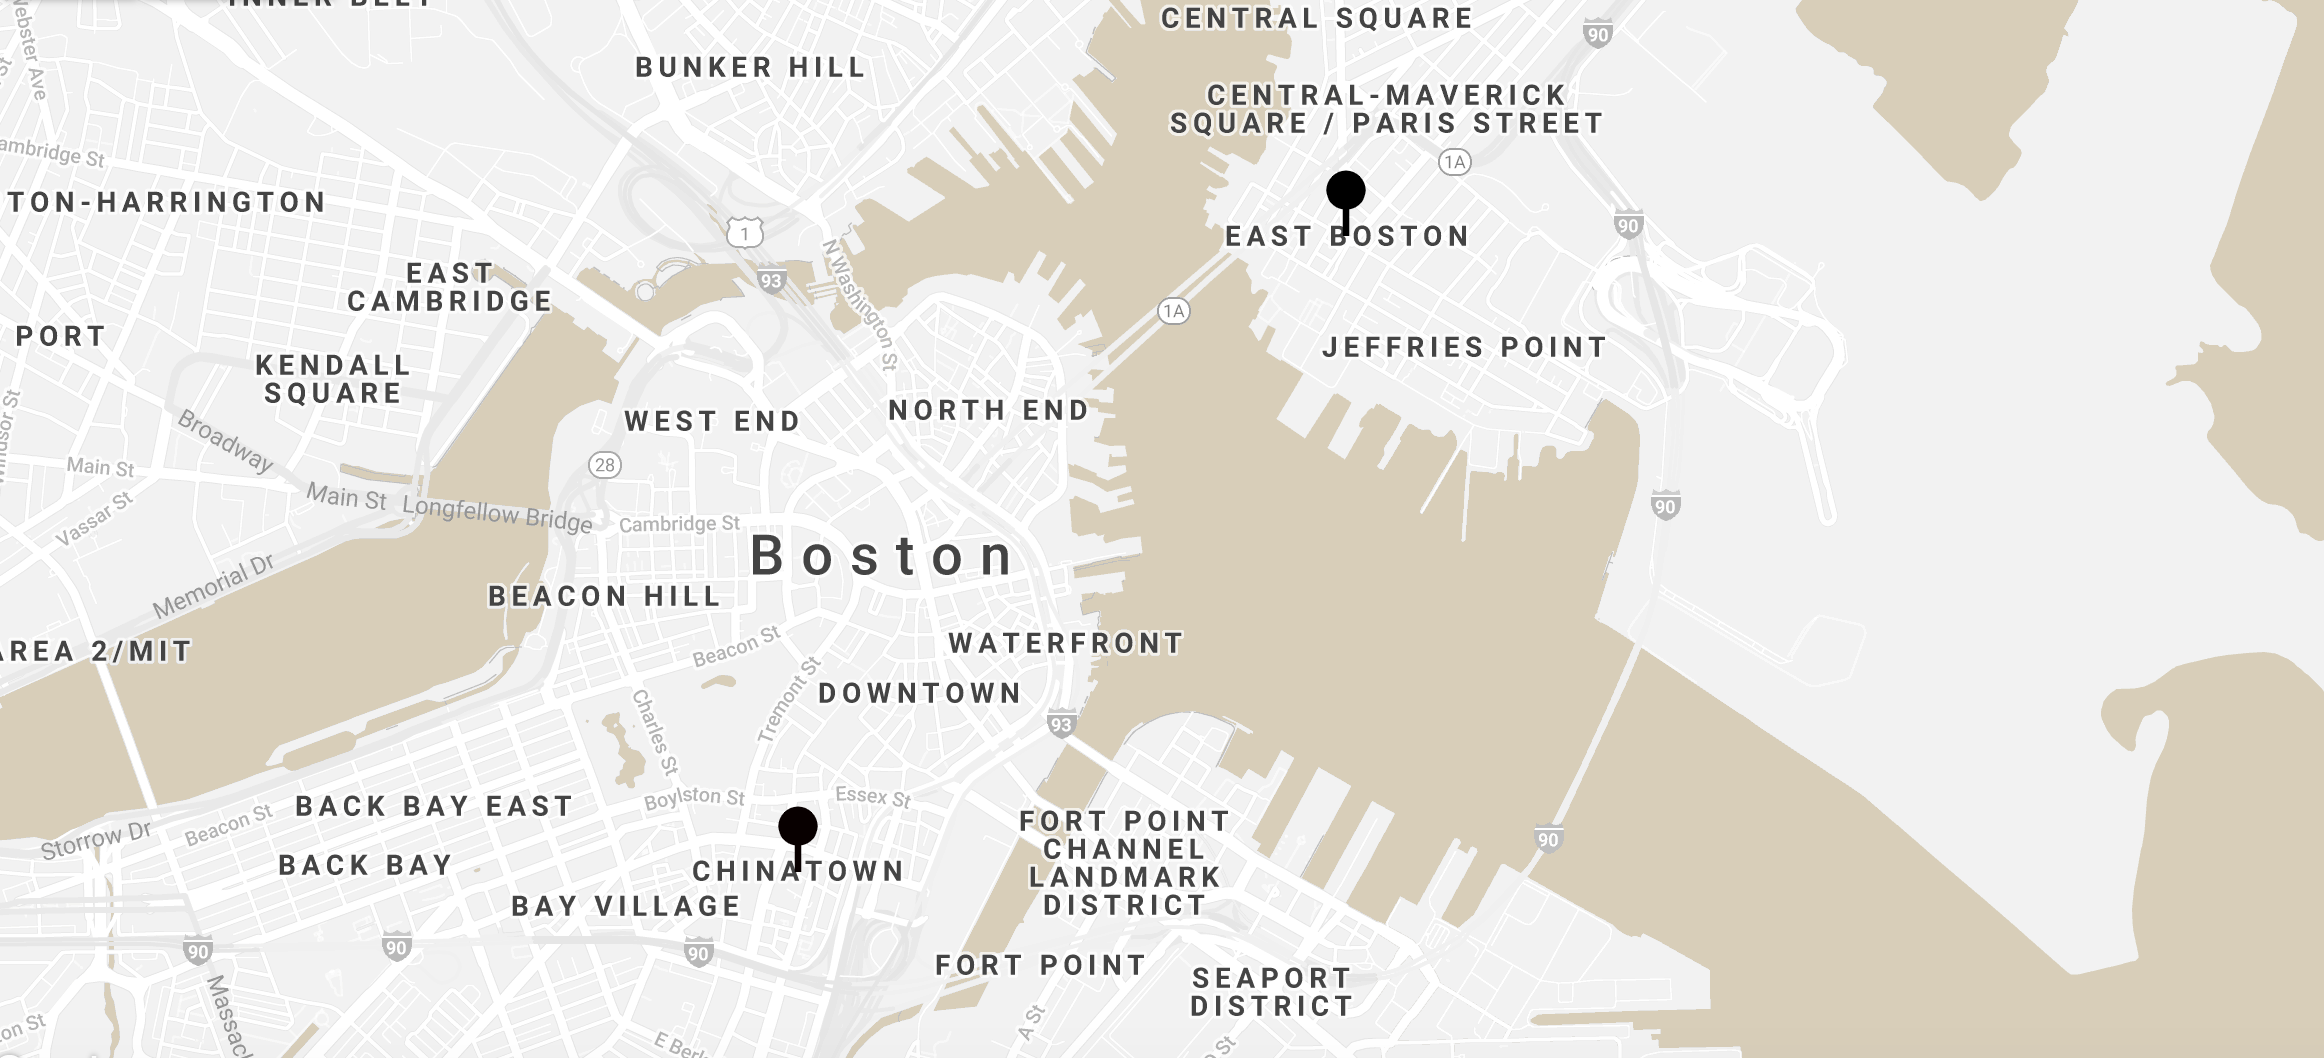 INNER BELT
CENTRAL SQUARE
90
Webster Ave
BUNKER HILL
CENTRAL-MAVERICK
SQUARE / PARIS STREET
ambridge St
1A
TON-HARRINGTON
1
90
EAST BOSTON
N Washington St
EAST
CAMBRIDGE
93
1A
PORT
JEFFRIES POINT
KENDALL
SQUARE
WEST END
NORTH END
Broadway
Windsor St
28
Main St
Main St
Longfellow Bridge
90
Vassar St
Cambridge St
Boston
Memorial Dr
BEACON HILL
Beacon St
WATERFRONT
AREA 2/MIT
Tremont St
DOWNTOWN
Charles St
93
BACK BAY EAST
Boylston St
Essex St
Storrow Dr
Beacon St
FORT POINT
CHANNEL
LANDMARK
DISTRICT
90
BACK BAY
CHINATOWN
BAY VILLAGE
90
90
90
FORT POINT
SEAPORT
DISTRICT
Massac
on St
A St
E Berk
St